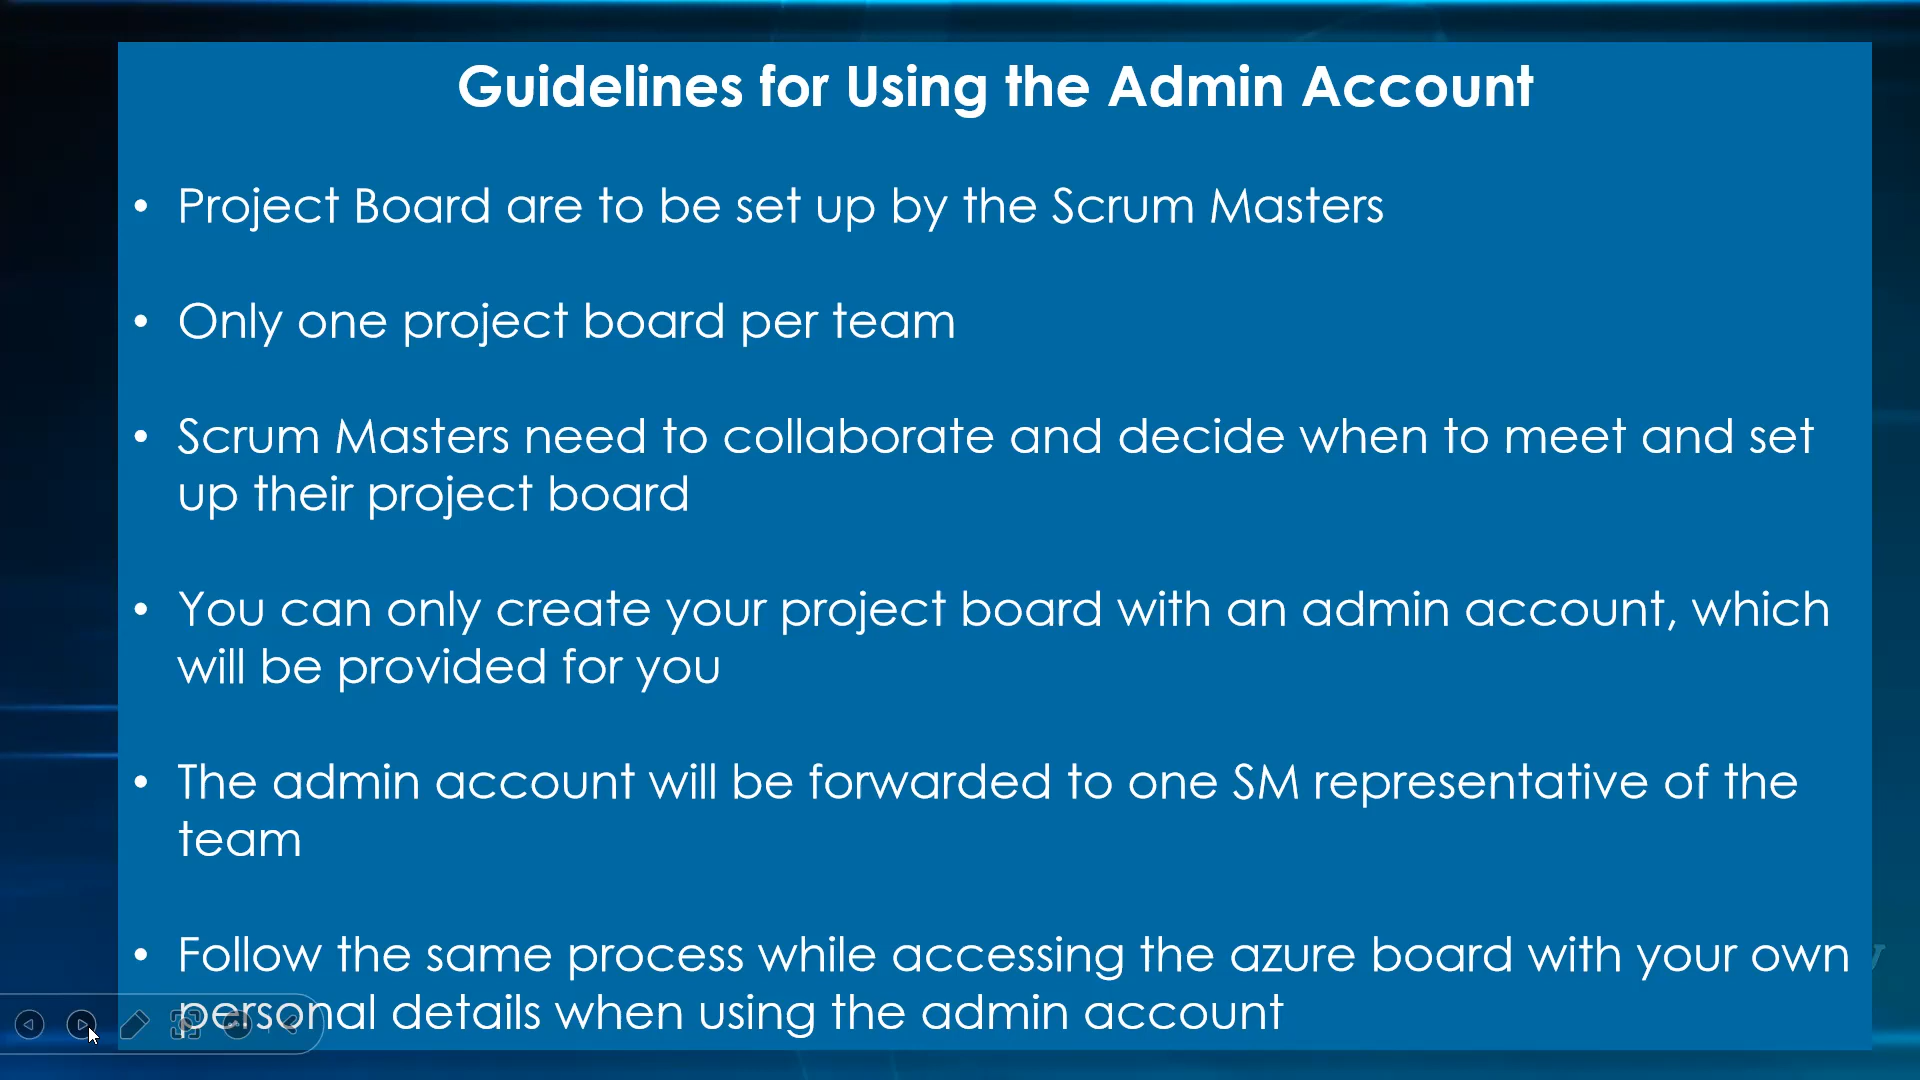 Guidelines for Using the Admin Account
• Project Board are to be set up by the Scrum Masters
• Only one project board per team
• Scrum Masters need to collaborate and decide when to meet and set
up their project board
• You can only create your project board with an admin account, which
will be provided for you
• The admin account will be forwarded to one SM representative of the
team
• Follow the same process while accessing the azure board with your own
personal details when using the admin account